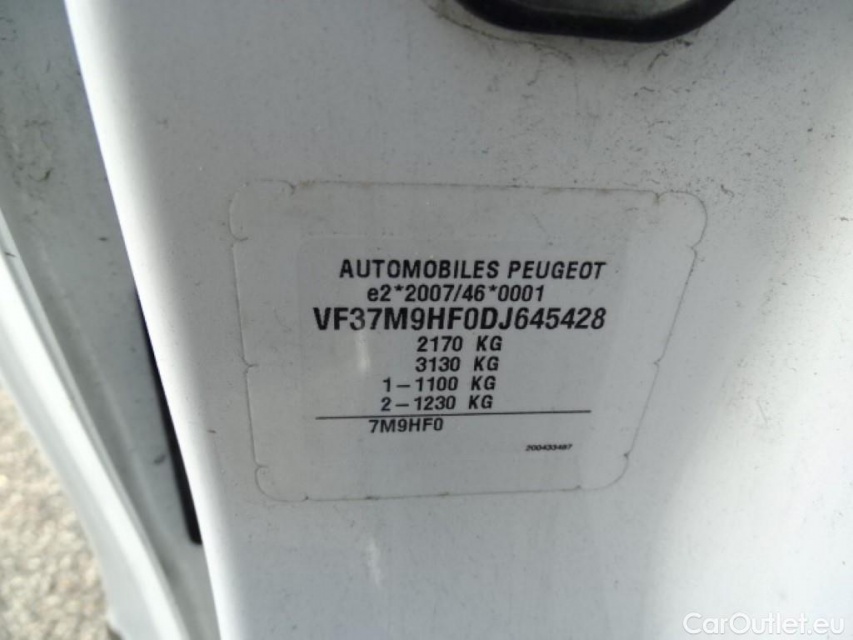 AUTOMOBILES PEUGEOT
e2*2007/46*0001
VF37M9HF0DJ645428
2170 KG
3130 KG
1-1100 KG
2-1230 KG
7M9HF0
200433487
CarOutlet.eu